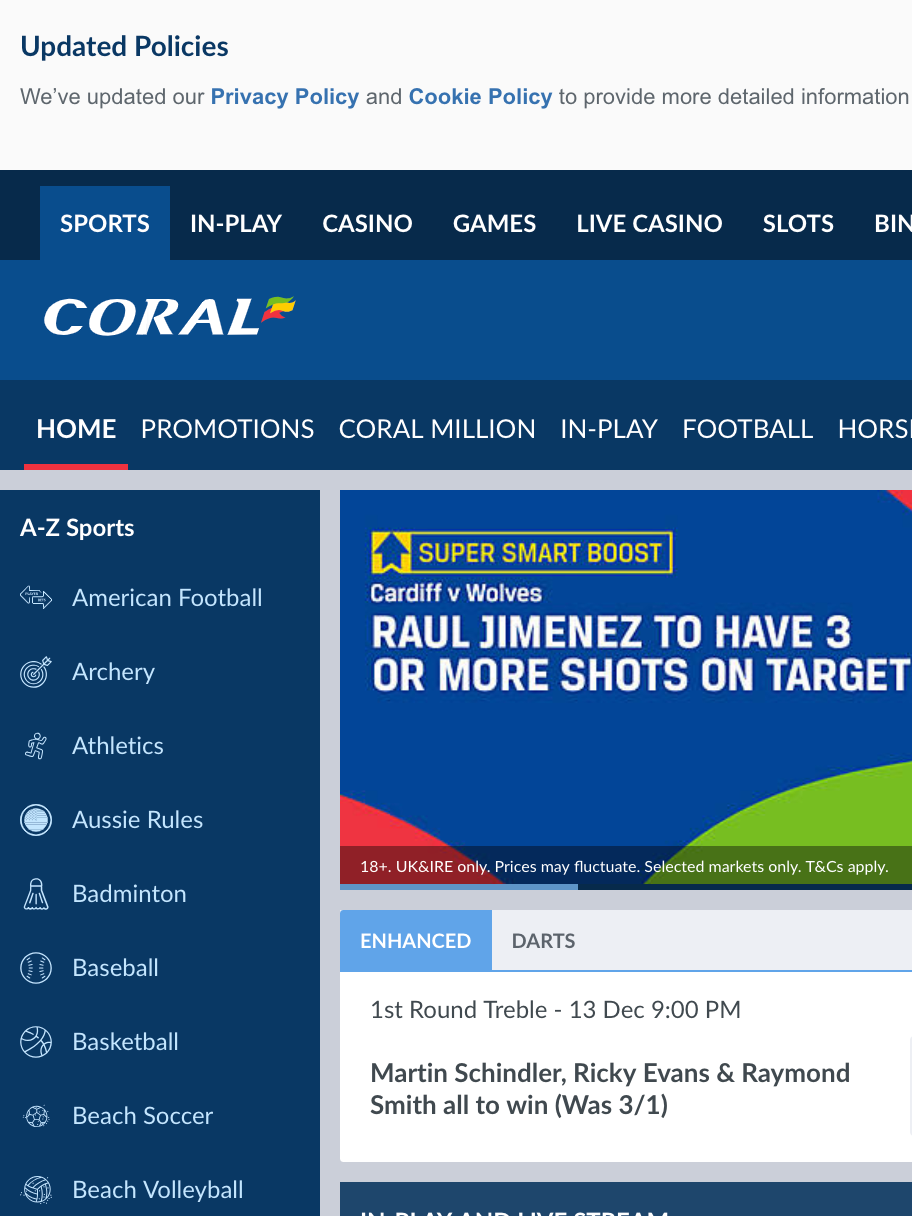 Updated Policies
We've updated our Privacy Policy and Cookie Policy to provide more detailed information
SPORTS IN-PLAY CASINO GAMES LIVE CASINO SLOTS BIN
CORAL
HOME PROMOTIONS CORAL MILLION IN-PLAY FOOTBALL HORS
A-Z Sports
American Football
Archery
Athletics
Aussie Rules
Badminton
Baseball
Basketball
Beach Soccer
Beach Volleyball
SUPER SMART BOOST
Cardiff v Wolves
RAUL JIMENEZ TO HAVE 3
OR MORE SHOTS ON TARGET
18+. UK&IRE only. Prices may fluctuate. Selected markets only. T&Cs apply.
ENHANCED DARTS
1st Round Treble - 13 Dec 9:00 PM
Martin Schindler, Ricky Evans & Raymond
Smith all to win (Was 3/1)
IN-PLAY AND LIVE STREAM